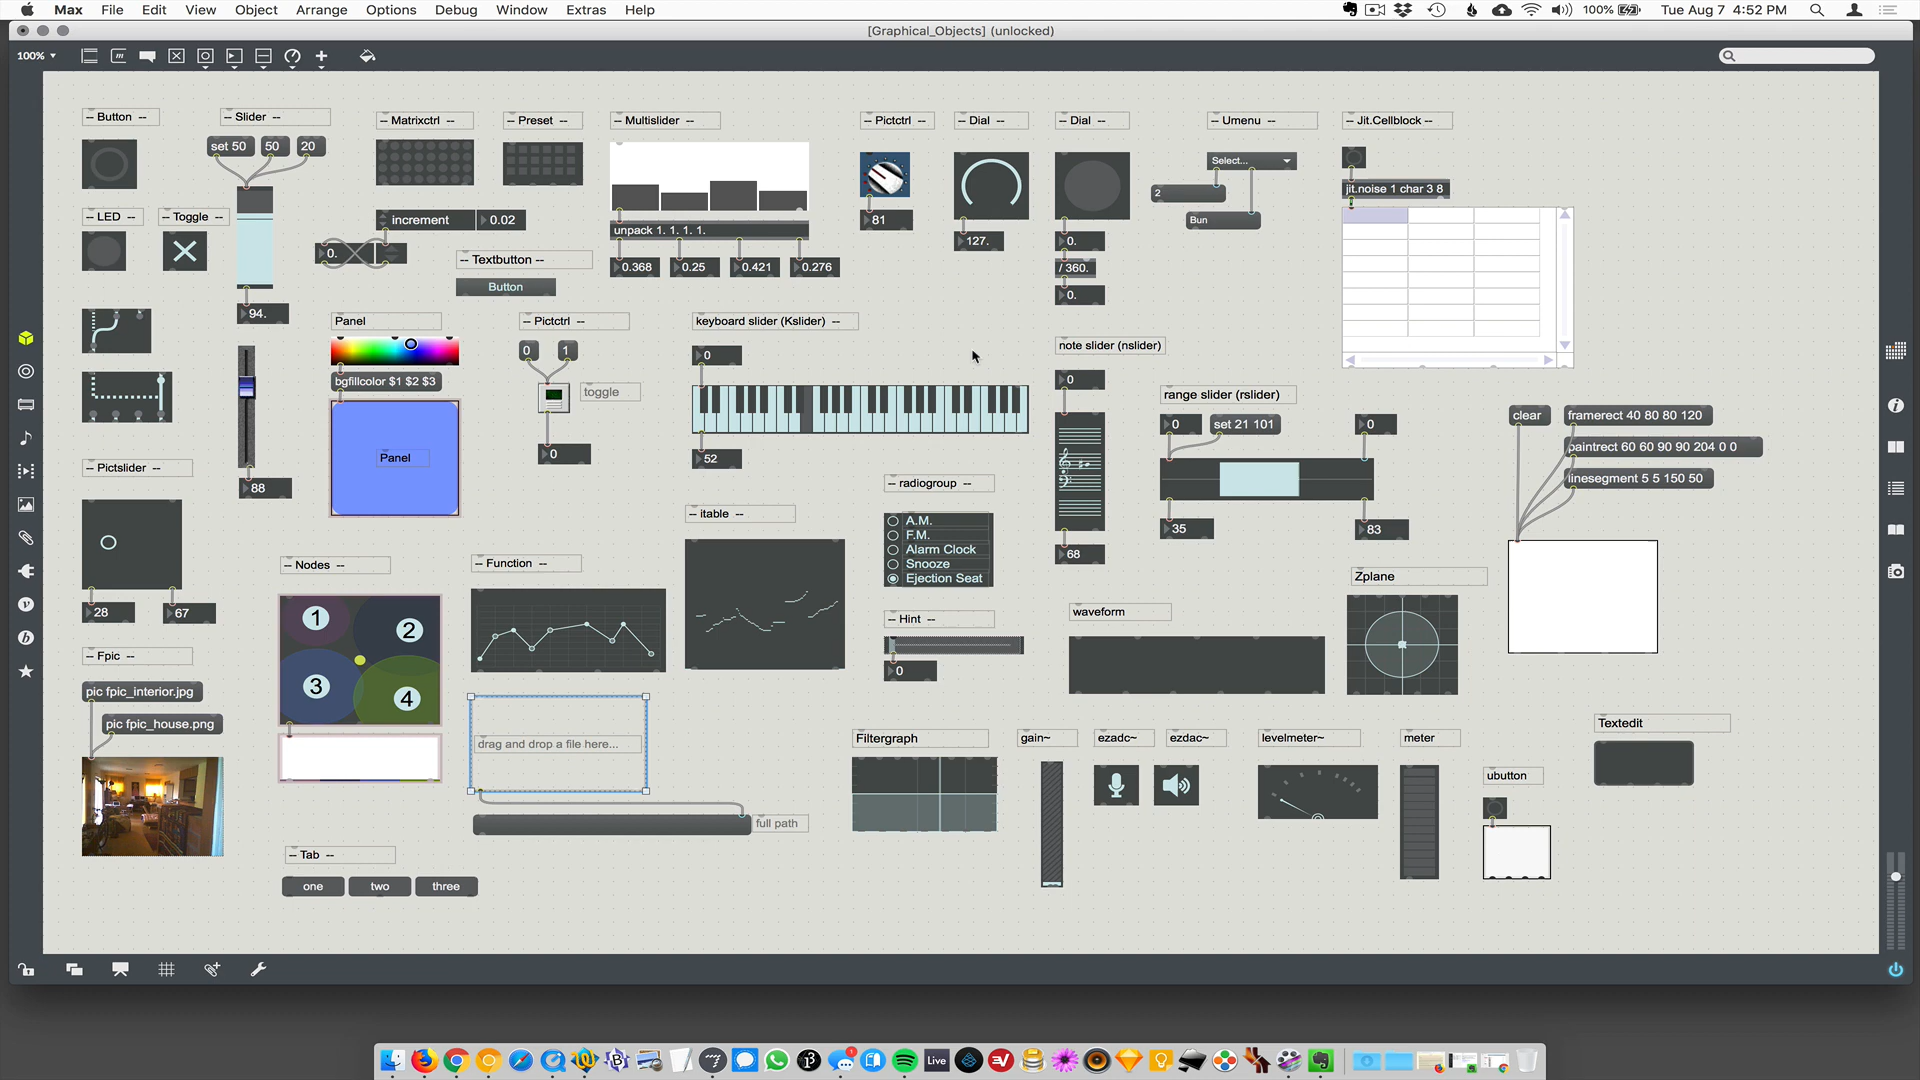 Max File Edit View Object Arrange Options Debug Window Extras Help
100% Tue Aug 7 4:52 PM
[Graphical_Objects] (unlocked)
100%
-- Button --
-- Slider --
-- Matrixctrl --
-- Preset --
-- Multislider --
-- Pictctrl --
-- Dial --
-- Dial --
-- Umenu --
-- Jit.Cellblock --
set 50
50
20
Select...
jit.noise 1 char 3 8
2
Bun
-- LED --
-- Toggle --
increment
0.02
81
127.
0.
/ 360.
0.
unpack 1. 1. 1. 1.
0.368
0.25
0.421
0.276
0.
-- Textbutton --
Button
94.
Panel
-- Pictctrl --
keyboard slider (Kslider) --
note slider (nslider)
0
1
0
bgfillcolor $1 $2 $3
toggle
0
Panel
0
52
88
range slider (rslider)
0
set 21 101
0
35
83
68
clear
framerect 40 80 80 120
paintrect 60 60 90 90 204 0 0
linesegment 5 5 150 50
-- Pictslider --
28
67
-- radiogroup --
A.M.
F.M.
Alarm Clock
Snooze
Ejection Seat
-- itable --
-- Nodes --
1
2
3
4
-- Function --
-- Hint --
0
waveform
Zplane
-- Fpic --
pic fpic_interior.jpg
pic fpic_house.png
drag and drop a file here...
full path
Filtergraph
gain~
ezadc~
ezdac~
levelmeter~
meter
ubutton
Textedit
-- Tab --
one
two
three
Live